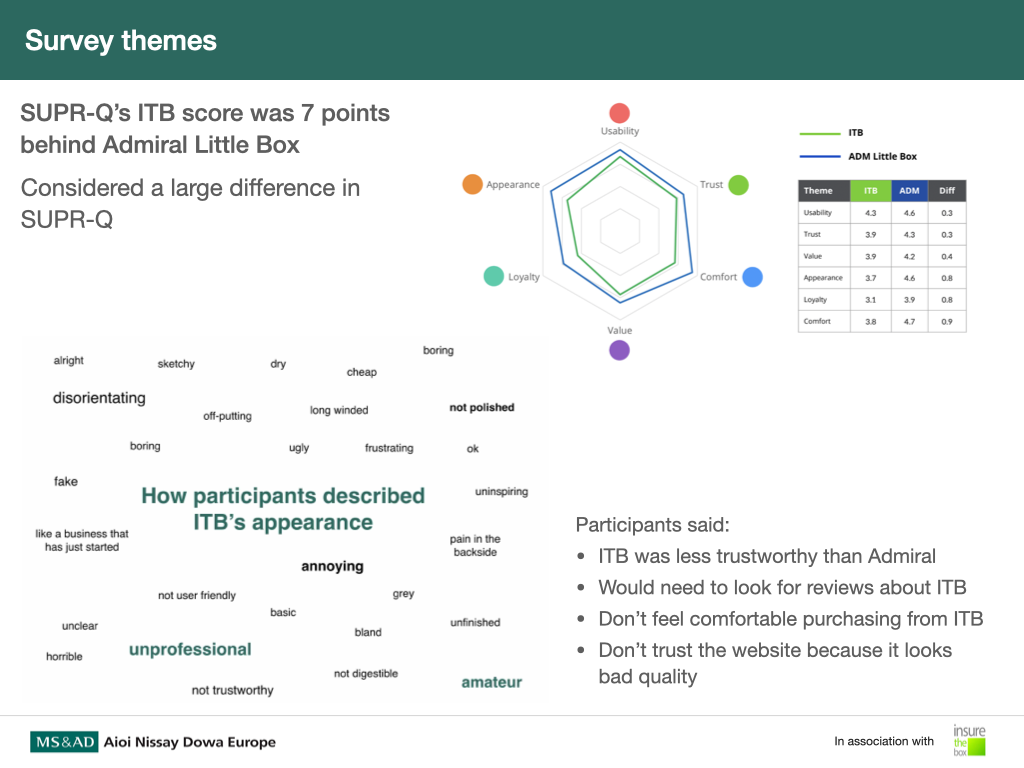 Survey themes
SUPR-Q’s ITB score was 7 points
behind Admiral Little Box
Considered a large difference in
SUPR-Q
Usability
Appearance
Trust
Loyalty
Comfort
Value
ITB
ADM Little Box
Theme ITB ADM Diff
Usability 4.3 4.6 0.3
Trust 3.9 4.3 0.3
Value 3.9 4.2 0.4
Appearance 3.7 4.6 0.8
Loyalty 3.1 3.9 0.8
Comfort 3.8 4.7 0.9
alright
sketchy
dry
cheap
boring
disorientating
off-putting
long winded
not polished
boring
ugly
frustrating
ok
fake
How participants described
ITB’s appearance
uninspiring
like a business that
has just started
pain in the
backside
annoying
not user friendly
grey
basic
unclear
bland
unfinished
horrible
unprofessional
not digestible
amateur
not trustworthy
Participants said:
• ITB was less trustworthy than Admiral
• Would need to look for reviews about ITB
• Don’t feel comfortable purchasing from ITB
• Don’t trust the website because it looks
bad quality
MS&AD Aioi Nissay Dowa Europe
In association with
insure
the
box